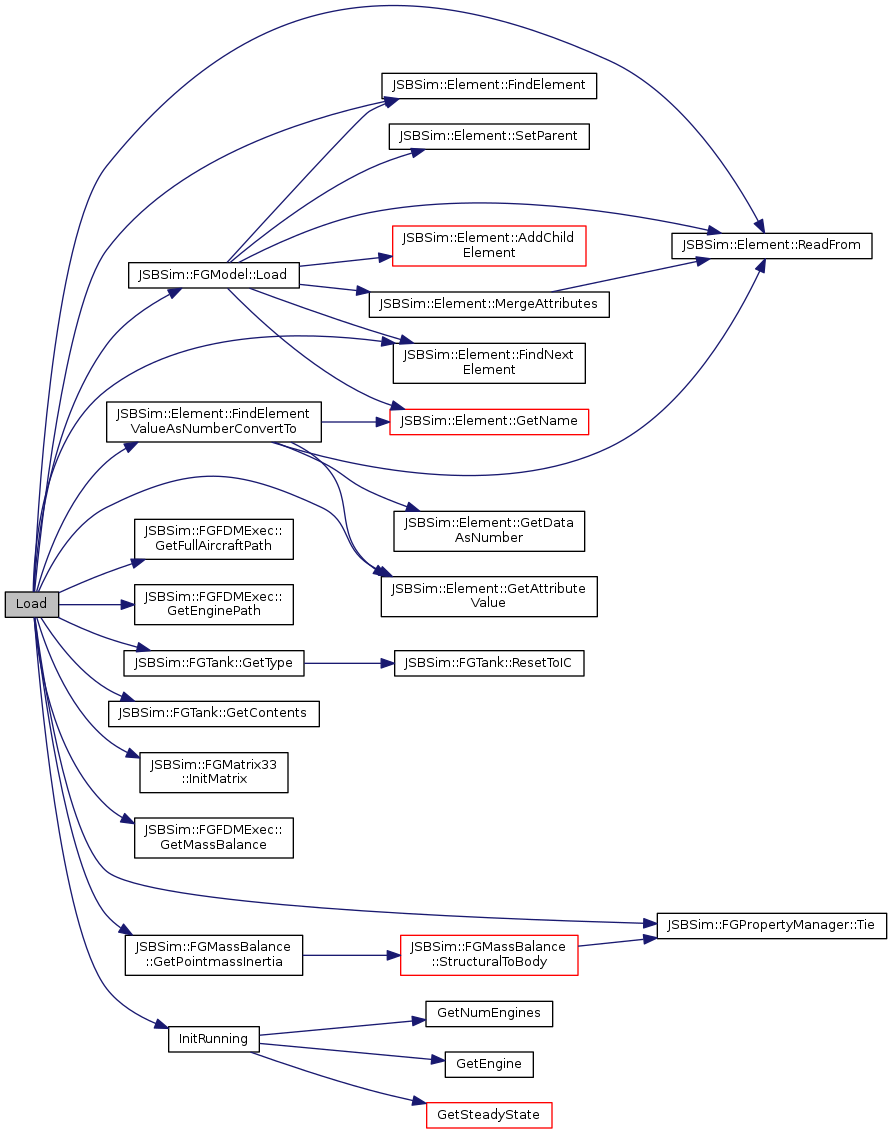 JSBSim::Element::FindElement
JSBSim::Element::SetParent
JSBSim::Element::AddChild
Element
JSBSim::Element::ReadFrom
JSBSim::FGModel::Load
JSBSim::Element::MergeAttributes
JSBSim::Element::FindNext
Element
JSBSim::Element::FindElement
ValueAsNumberConvertTo
JSBSim::Element::GetName
JSBSim::Element::GetData
AsNumber
JSBSim::FGFDMExec::
GetFullAircraftPath
JSBSim::Element::GetAttribute
Value
Load
JSBSim::FGFDMExec::
GetEnginePath
JSBSim::FGTank::GetType
JSBSim::FGTank::ResetToIC
JSBSim::FGTank::GetContents
JSBSim::FGMatrix33
::InitMatrix
JSBSim::FGFDMExec::
GetMassBalance
JSBSim::FGPropertyManager::Tie
JSBSim::FGMassBalance
::GetPointmassInertia
JSBSim::FGMassBalance
::StructuralToBody
InitRunning
GetNumEngines
GetEngine
GetSteadyState